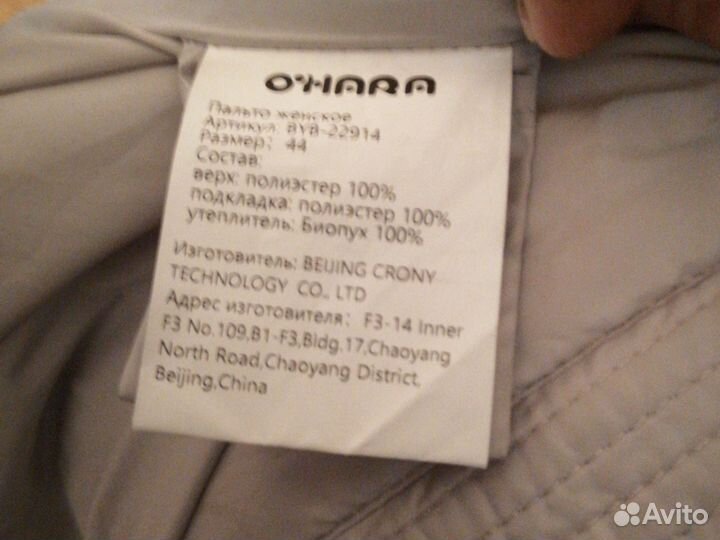 O'HARA
Пальто женское
Артикул: BYB-22914
Размер: 44
Состав:
верх: полиэстер 100%
подкладка: полиэстер 100%
утеплитель: Биопух 100%
Изготовитель: BEIJING CRONY
TECHNOLOGY CO., LTD
Адрес изготовителя: F3-14 Inner
F3 No.109,B1-F3,Bldg.17,Chaoyang
North Road,Chaoyang District,
Beijing,China
Avito